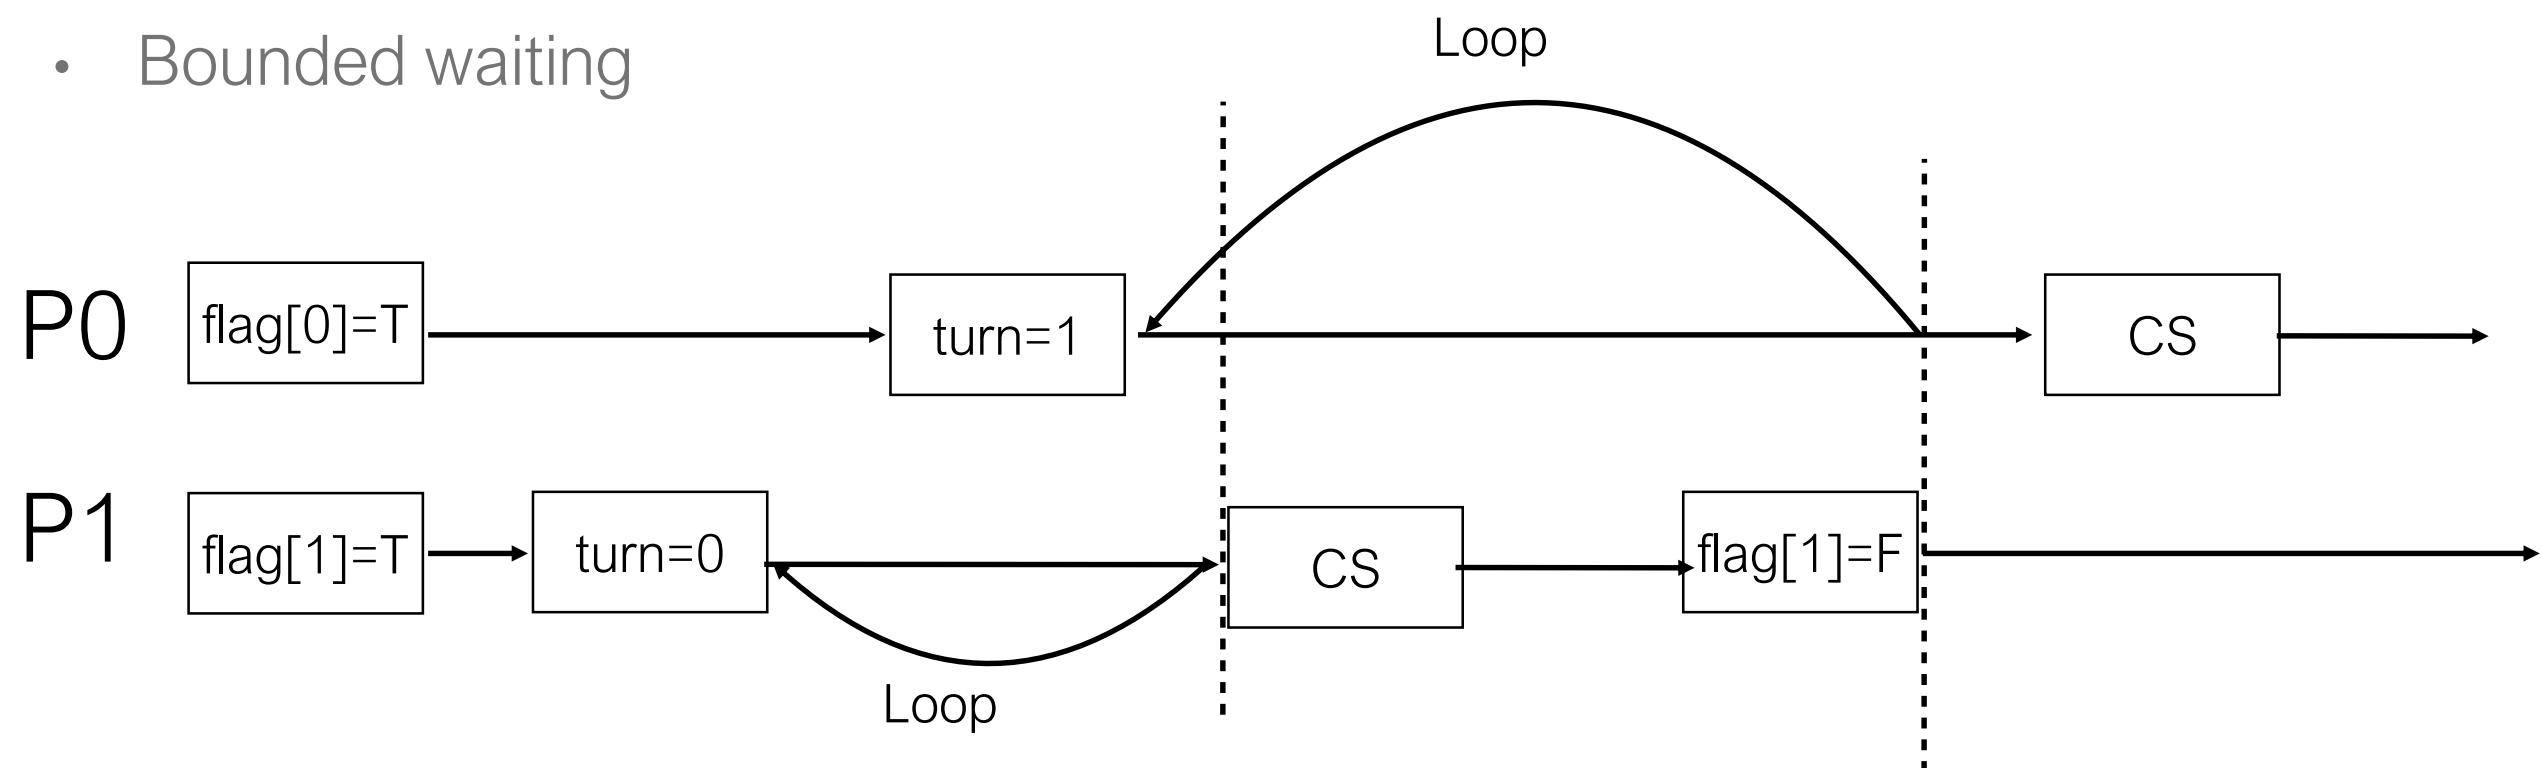 • Bounded waiting
Loop
P0 flag[0]=T turn=1 CS
P1 flag[1]=T turn=0 CS flag[1]=F
Loop